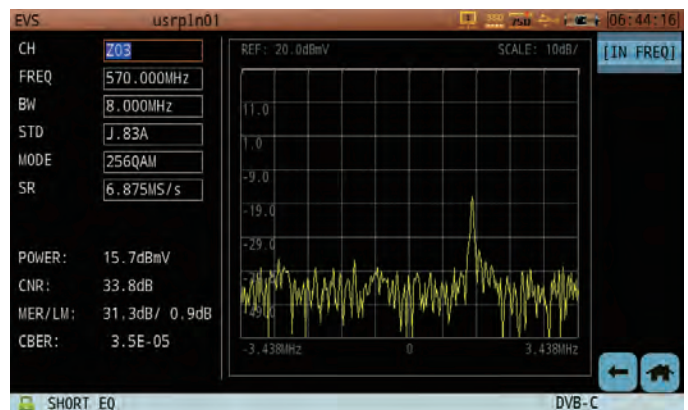 EVS usrpln01 [06:44:16]
CH Z03
FREQ 570.000MHz
BW 8.000MHz
STD J.83A
MODE 256QAM
SR 6.875MS/s
POWER: 15.7dBmV
CNR: 33.8dB
MER/LM: 31.3dB/ 0.9dB
CBER: 3.5E-05
REF: 20.0dBmV SCALE: 10dB/
11.0
1.0
-9.0
-19.0
-29.0
-3.438MHz 0 3.438MHz
[IN FREQ]
SHORT EQ DVB-C